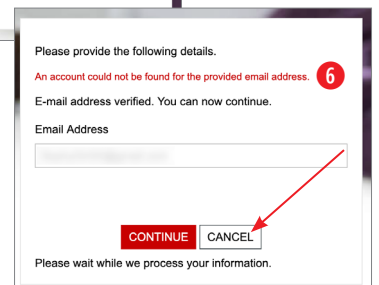 Please provide the following details.
An account could not be found for the provided email address. 6
E-mail address verified. You can now continue.
Email Address
CONTINUE CANCEL
Please wait while we process your information.